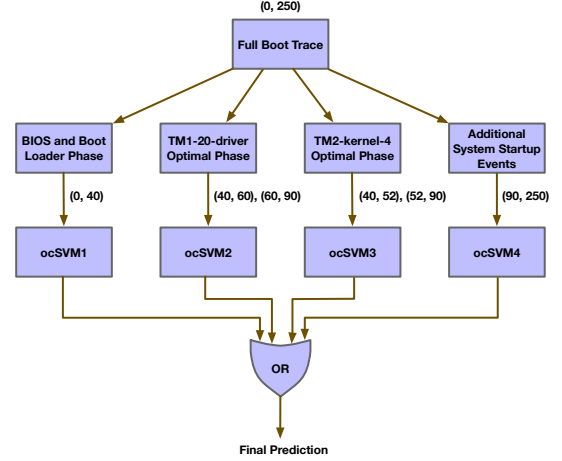 (0, 250)
Full Boot Trace
BIOS and Boot
Loader Phase
TM1-20-driver
Optimal Phase
TM2-kernel-4
Optimal Phase
Additional
System Startup
Events
(0, 40)
(40, 60), (60, 90)
(40, 52), (52, 90)
(90, 250)
ocSVM1
ocSVM2
ocSVM3
ocSVM4
OR
Final Prediction